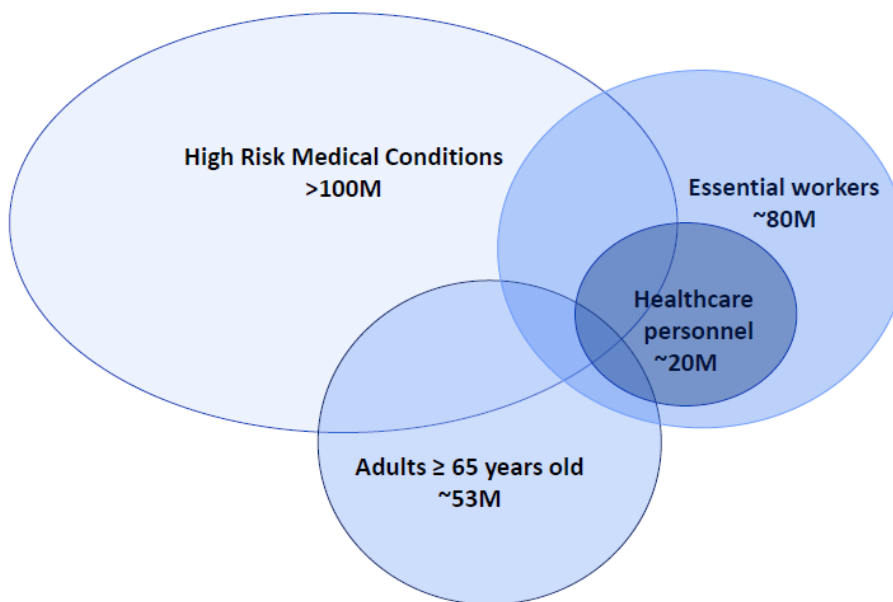 High Risk Medical Conditions
>100M
Essential workers
~80M
Healthcare
personnel
~20M
Adults ≥ 65 years old
~53M